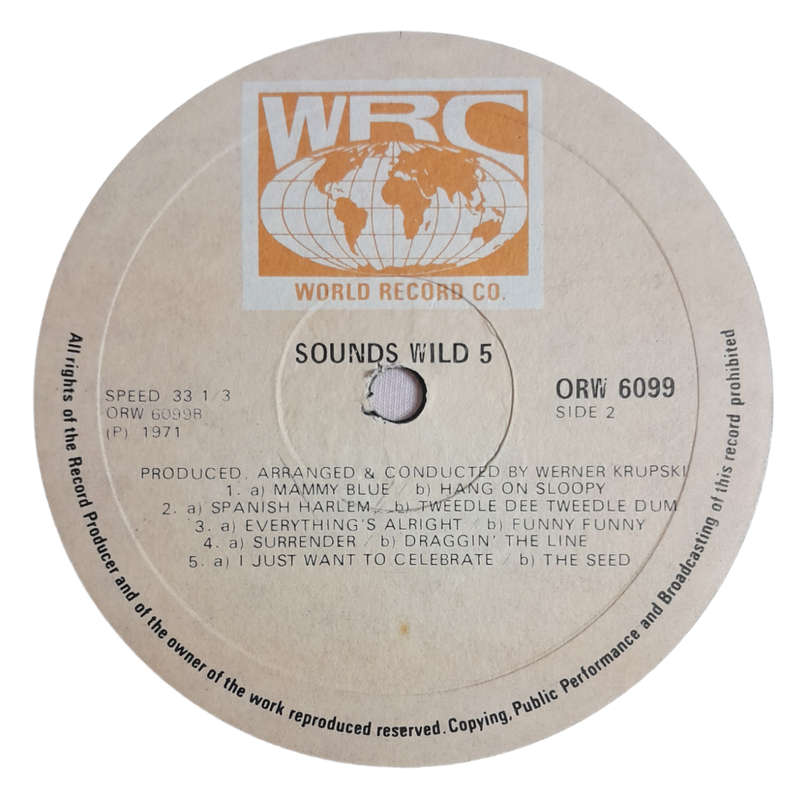 WRC
WORLD RECORD CO.
SOUNDS WILD 5
SPEED 33 1/3
ORW 6099B
(P) 1971
ORW 6099
SIDE 2
PRODUCED, ARRANGED & CONDUCTED BY WERNER KRUPSKI
1. a) MAMMY BLUE / b) HANG ON SLOOPY
2. a) SPANISH HARLEM / b) TWEEDLE DEE TWEEDLE DUM
3. a) EVERYTHING'S ALRIGHT / b) FUNNY FUNNY
4. a) SURRENDER / b) DRAGGIN' THE LINE
5. a) I JUST WANT TO CELEBRATE / b) THE SEED
All rights of the Record Producer and of the owner of the work reproduced reserved. Copying, Public Performance and Broadcasting of this record prohibited